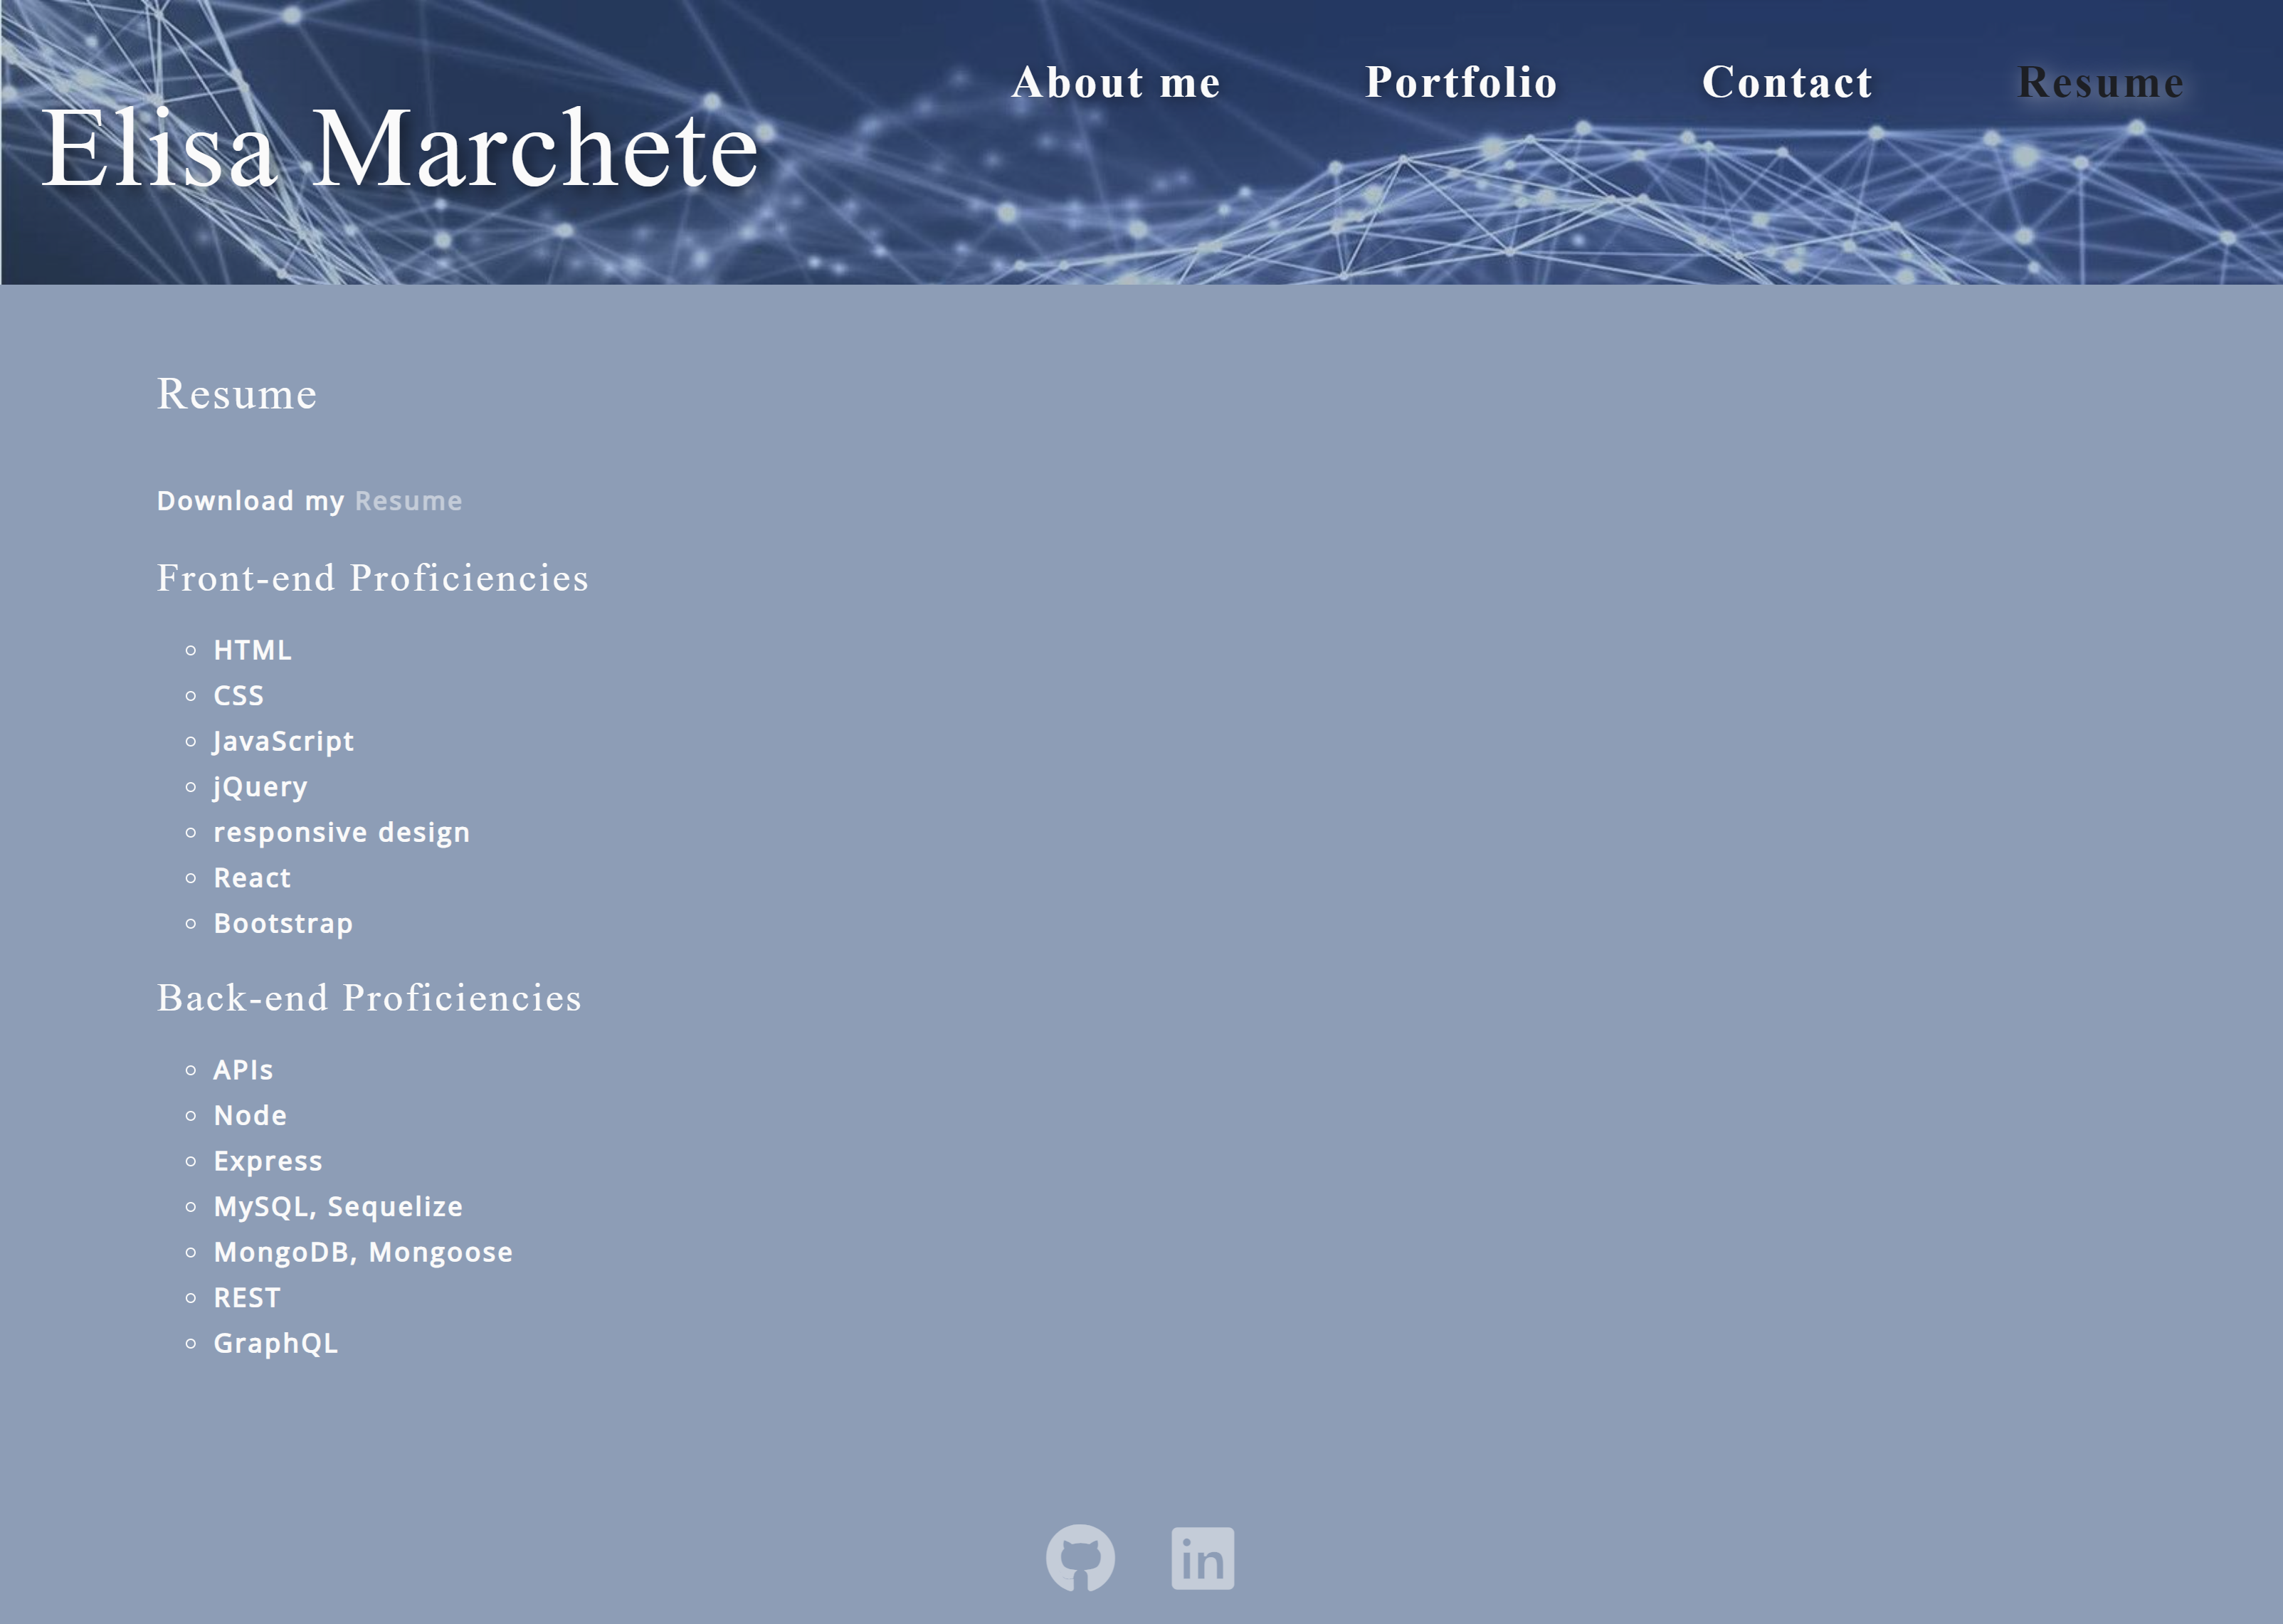 Elisa Marchete
About me Portfolio Contact Resume
Resume
Download my Resume
Front-end Proficiencies
HTML
CSS
JavaScript
jQuery
responsive design
React
Bootstrap
Back-end Proficiencies
APIs
Node
Express
MySQL, Sequelize
MongoDB, Mongoose
REST
GraphQL
in